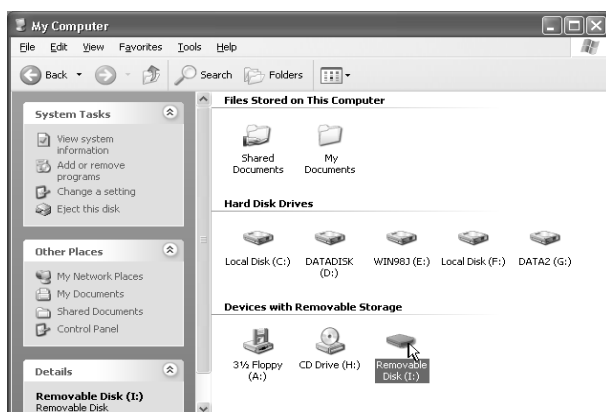 My Computer
File Edit View Favorites Tools Help
Back Search Folders
System Tasks
View system
information
Add or remove
programs
Change a setting
Eject this disk
Other Places
My Network Places
My Documents
Shared Documents
Control Panel
Details
Removable Disk (I:)
Removable Disk
Files Stored on This Computer
Shared
Documents
My
Documents
Hard Disk Drives
Local Disk (C:)
DATADISK
(D:)
WIN98J (E:)
Local Disk (F:)
DATA2 (G:)
Devices with Removable Storage
3½ Floppy
(A:)
CD Drive (H:)
Removable
Disk (I:)